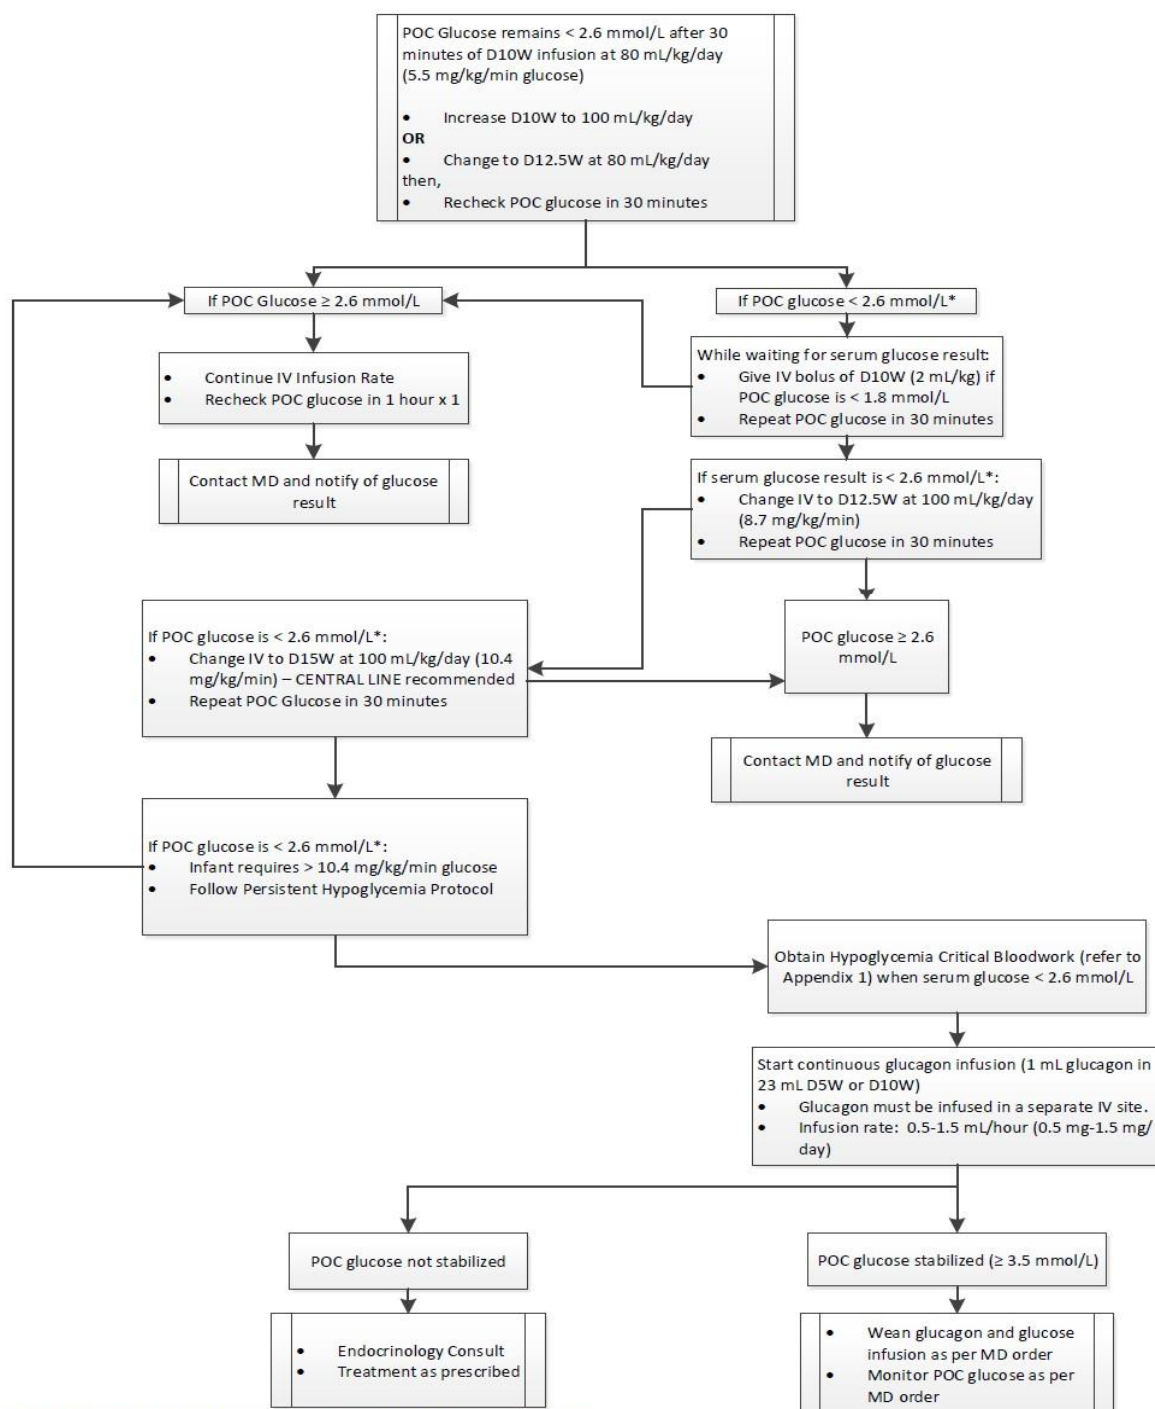 POC Glucose remains < 2.6 mmol/L after 30
minutes of D10W infusion at 80 mL/kg/day
(5.5 mg/kg/min glucose)
• Increase D10W to 100 mL/kg/day
OR
• Change to D12.5W at 80 mL/kg/day
then,
• Recheck POC glucose in 30 minutes
If POC Glucose ≥ 2.6 mmol/L
If POC glucose < 2.6 mmol/L*
• Continue IV Infusion Rate
• Recheck POC glucose in 1 hour x 1
Contact MD and notify of glucose
result
While waiting for serum glucose result:
• Give IV bolus of D10W (2 mL/kg) if
POC glucose is < 1.8 mmol/L
• Repeat POC glucose in 30 minutes
If serum glucose result is < 2.6 mmol/L*:
• Change IV to D12.5W at 100 mL/kg/day
(8.7 mg/kg/min)
• Repeat POC glucose in 30 minutes
If POC glucose is < 2.6 mmol/L*:
• Change IV to D15W at 100 mL/kg/day (10.4
mg/kg/min) – CENTRAL LINE recommended
• Repeat POC Glucose in 30 minutes
POC glucose ≥ 2.6
mmol/L
Contact MD and notify of glucose
result
If POC glucose is < 2.6 mmol/L*:
• Infant requires > 10.4 mg/kg/min glucose
• Follow Persistent Hypoglycemia Protocol
Obtain Hypoglycemia Critical Bloodwork (refer to
Appendix 1) when serum glucose < 2.6 mmol/L
Start continuous glucagon infusion (1 mL glucagon in
23 mL D5W or D10W)
• Glucagon must be infused in a separate IV site.
• Infusion rate: 0.5-1.5 mL/hour (0.5 mg-1.5 mg/
day)
POC glucose not stabilized
POC glucose stabilized (≥ 3.5 mmol/L)
• Endocrinology Consult
• Treatment as prescribed
• Wean glucagon and glucose
infusion as per MD order
• Monitor POC glucose as per
MD order